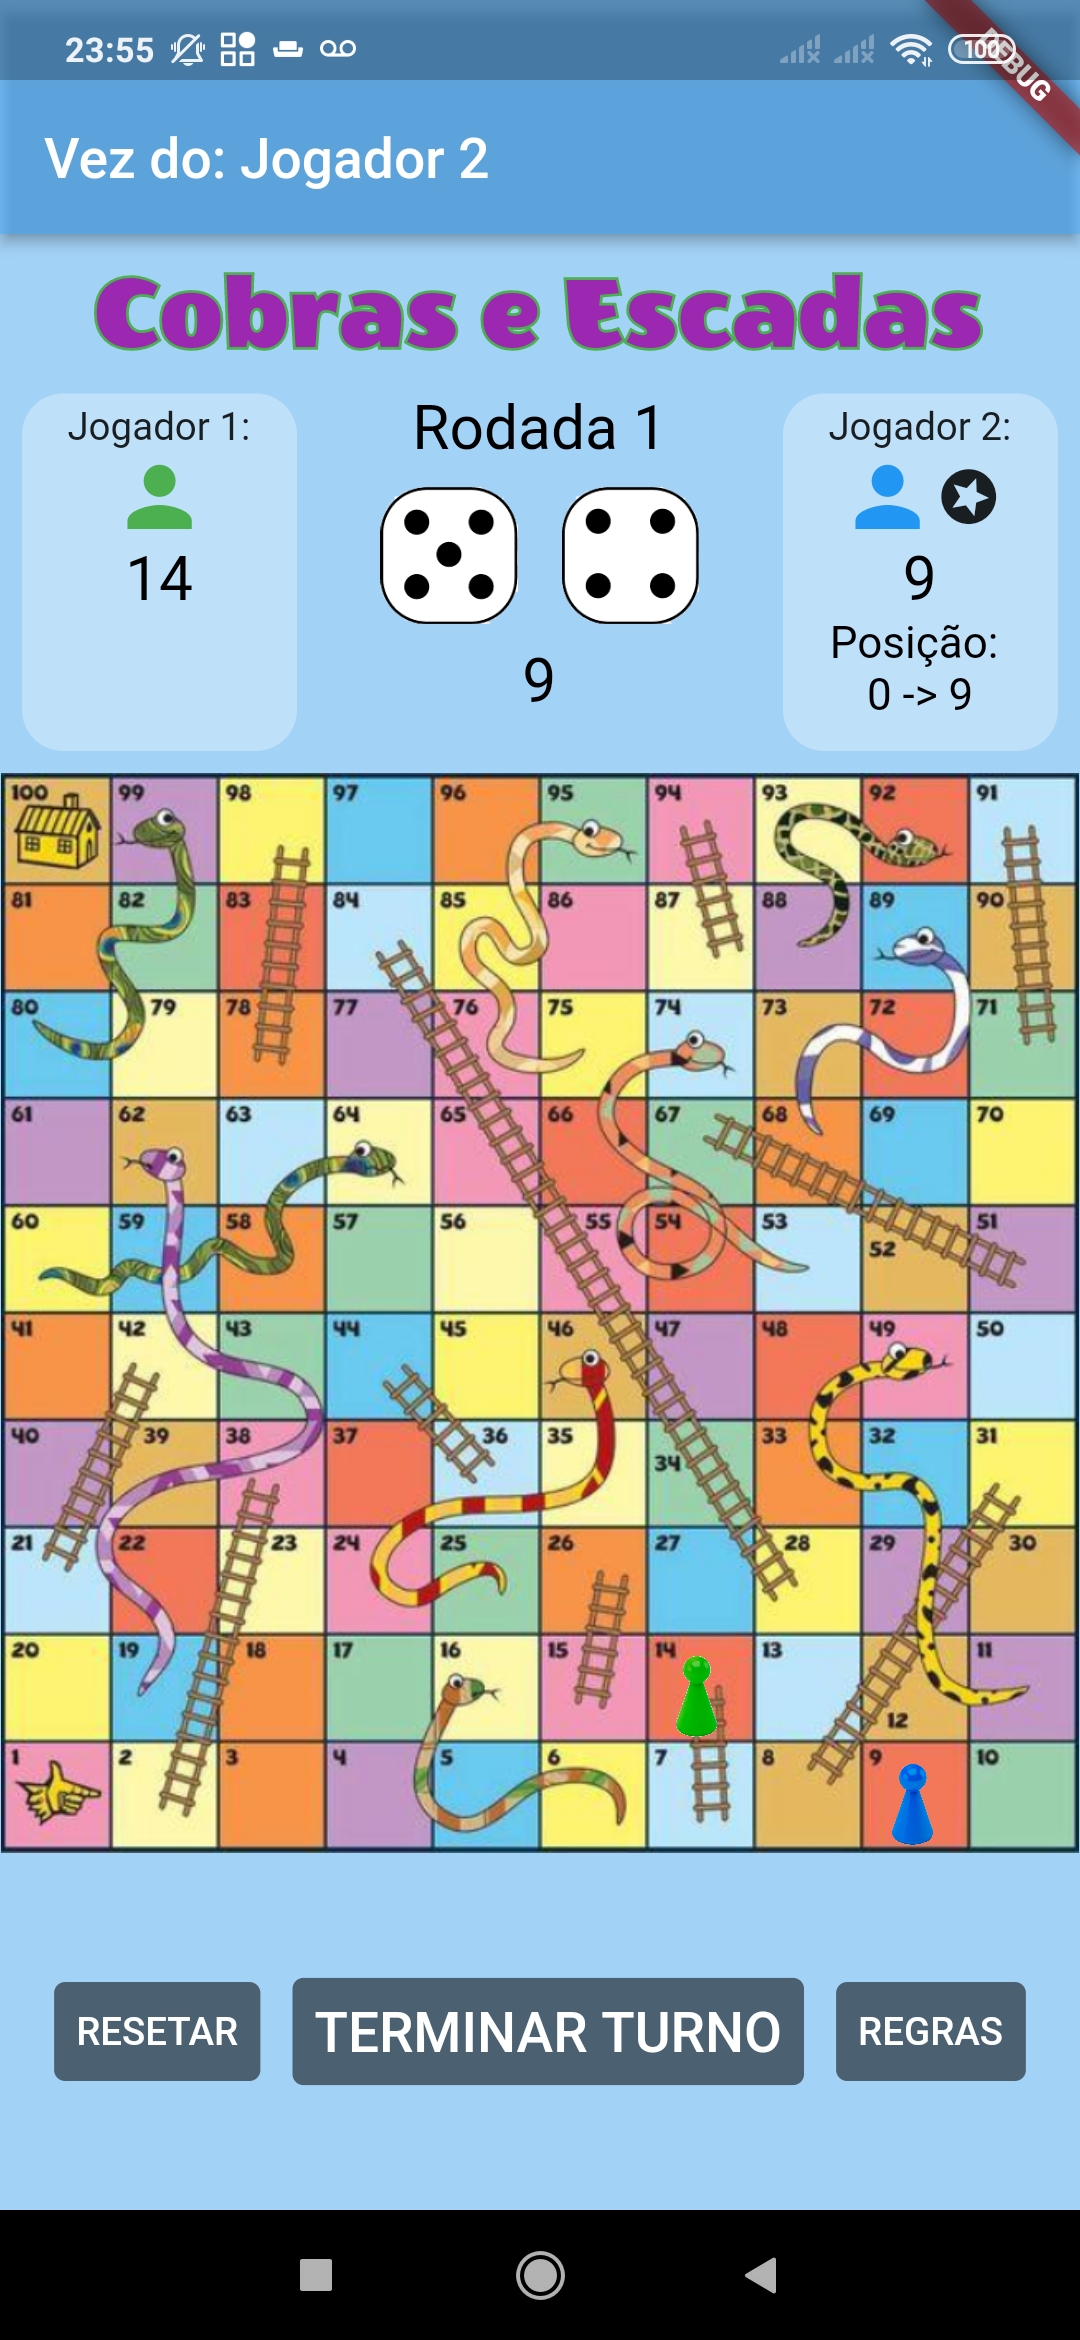 23:55
100
DEBUG
Vez do: Jogador 2
Cobras e Escadas
Jogador 1:
14
Rodada 1
9
Jogador 2:
9
Posição:
0 -> 9
100 99 98 97 96 95 94 93 92 91
81 82 83 84 85 86 87 88 89 90
80 79 78 77 76 75 74 73 72 71
61 62 63 64 65 66 67 68 69 70
60 59 58 57 56 55 54 53 52 51
41 42 43 44 45 46 47 48 49 50
40 39 38 37 36 35 34 33 32 31
21 22 23 24 25 26 27 28 29 30
20 19 18 17 16 15 14 13 12 11
1 2 3 4 5 6 7 8 9 10
RESETAR
TERMINAR TURNO
REGRAS